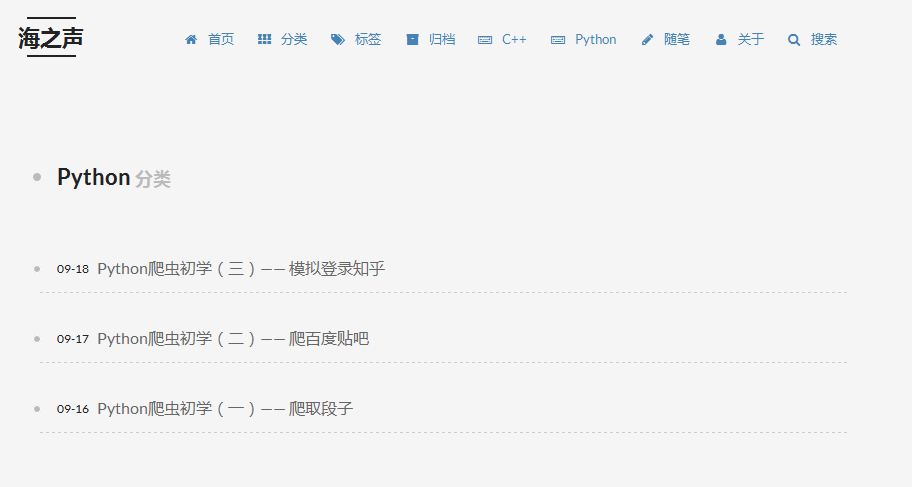 海之声
首页 分类 标签 归档 C++ Python 随笔 关于 搜索
Python 分类
09-18 Python爬虫初学（三）—— 模拟登录知乎
09-17 Python爬虫初学（二）—— 爬百度贴吧
09-16 Python爬虫初学（一）—— 爬取段子